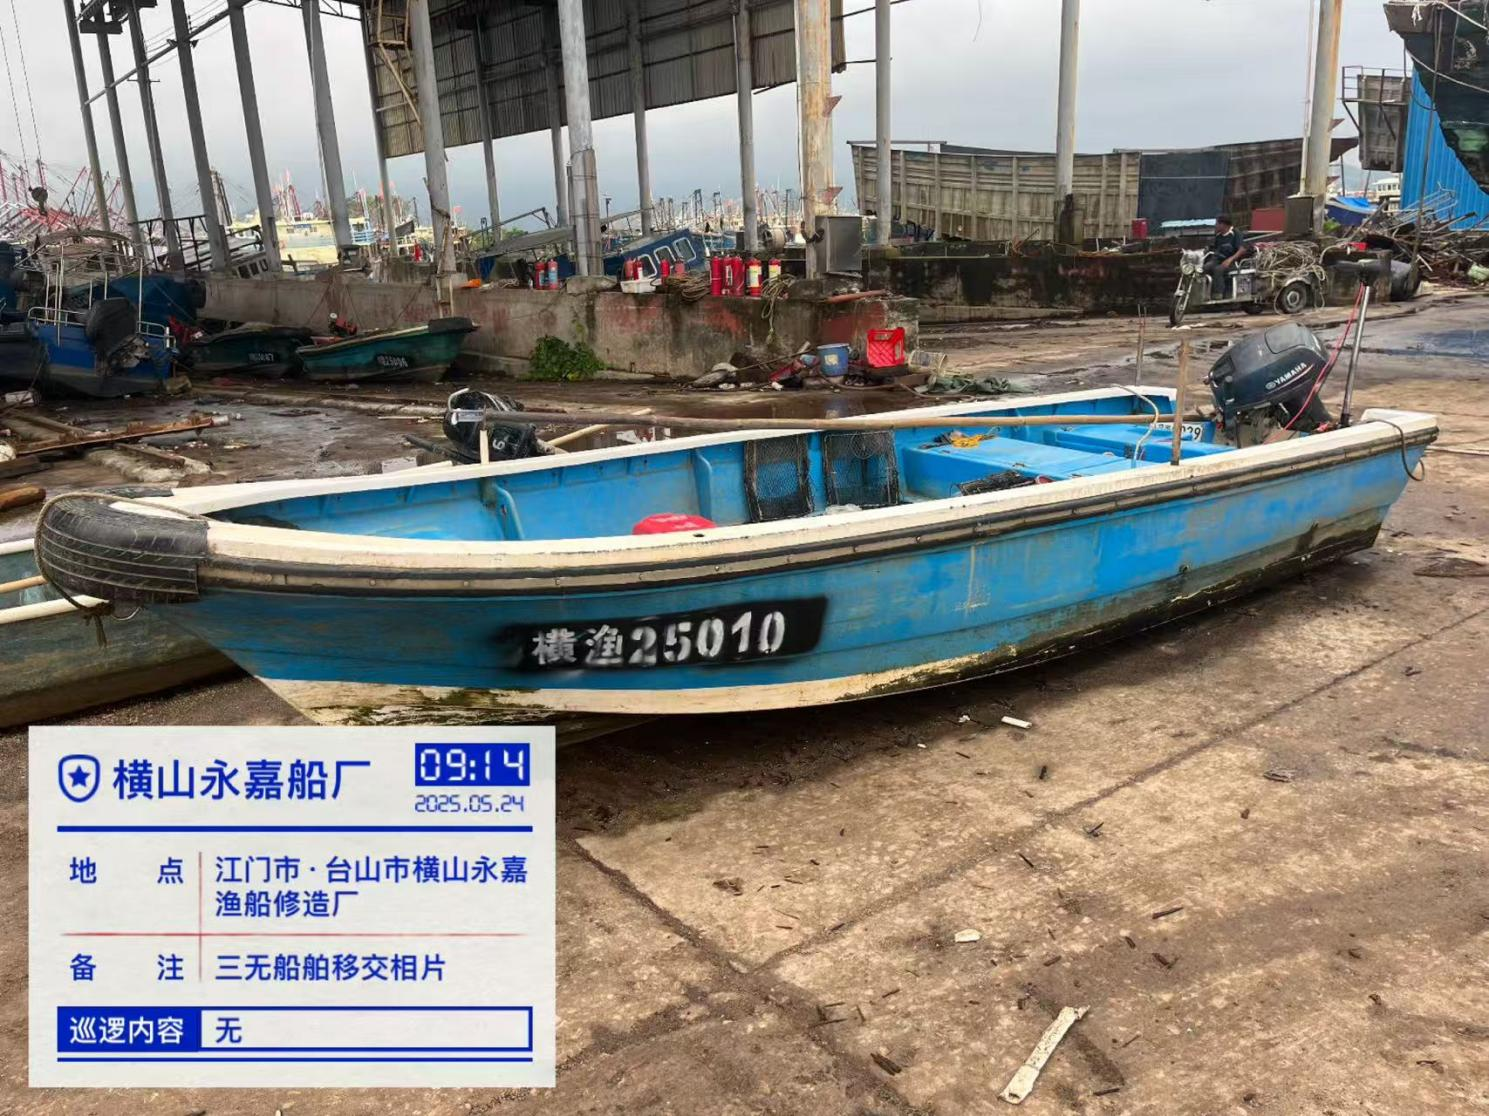 YAMAHA
横渔25010
横山永嘉船厂
09:14
2025.05.24
地 点
江门市·台山市横山永嘉
渔船修造厂
备 注
三无船舶移交相片
巡逻内容
无